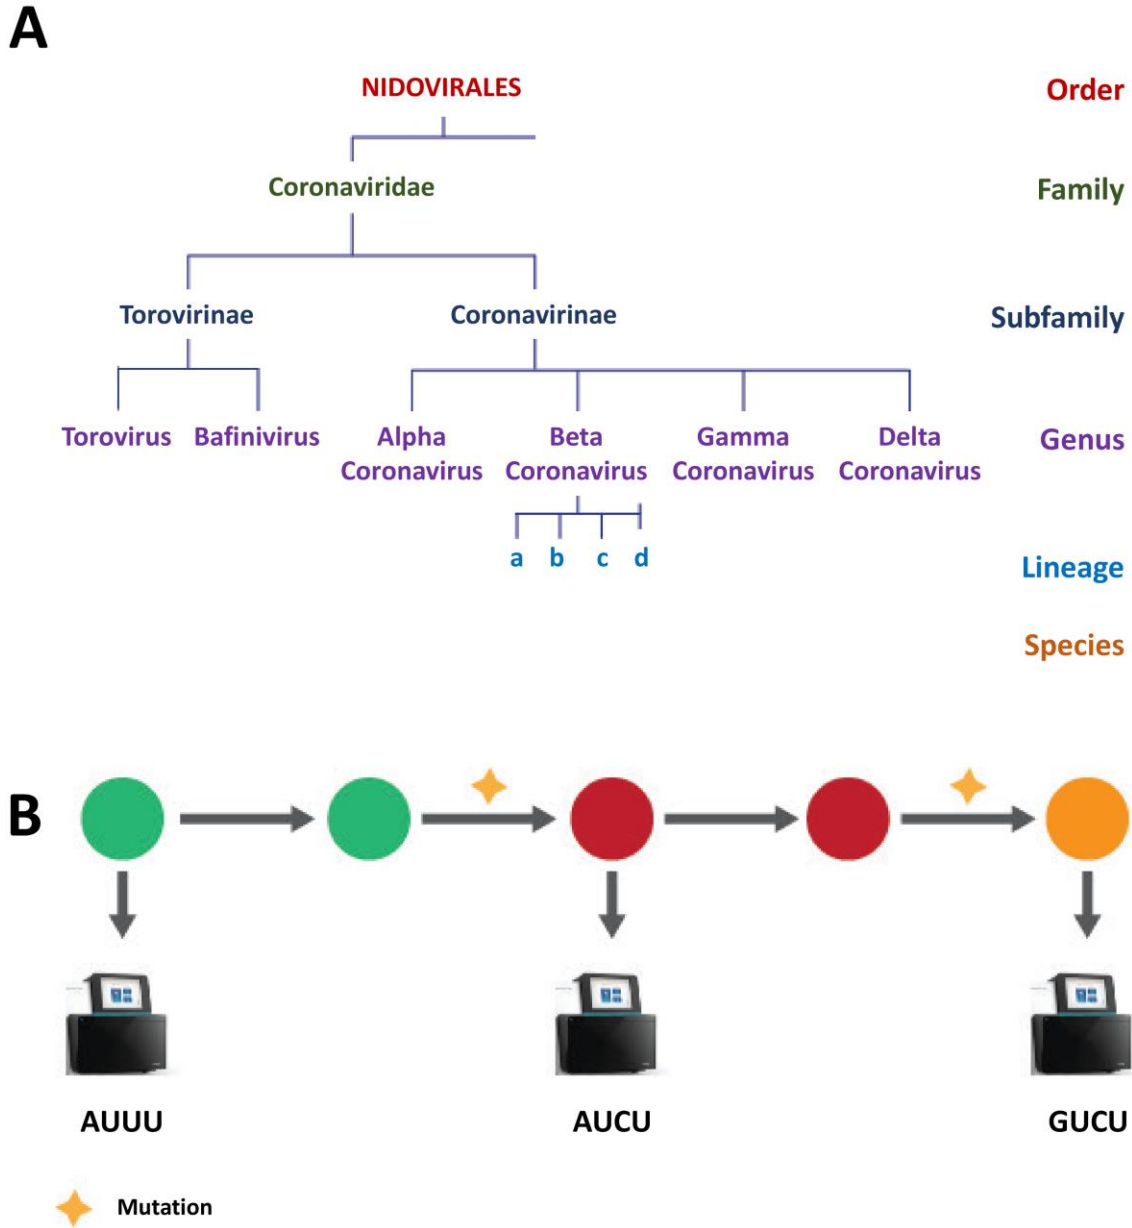 A
NIDOVIRALES
Order
Coronaviridae
Family
Torovirinae
Coronavirinae
Subfamily
Torovirus
Bafinivirus
Alpha
Coronavirus
Beta
Coronavirus
Gamma
Coronavirus
Delta
Coronavirus
Genus
a
b
c
d
Lineage
Species
B
AUUU
AUCU
GUCU
Mutation